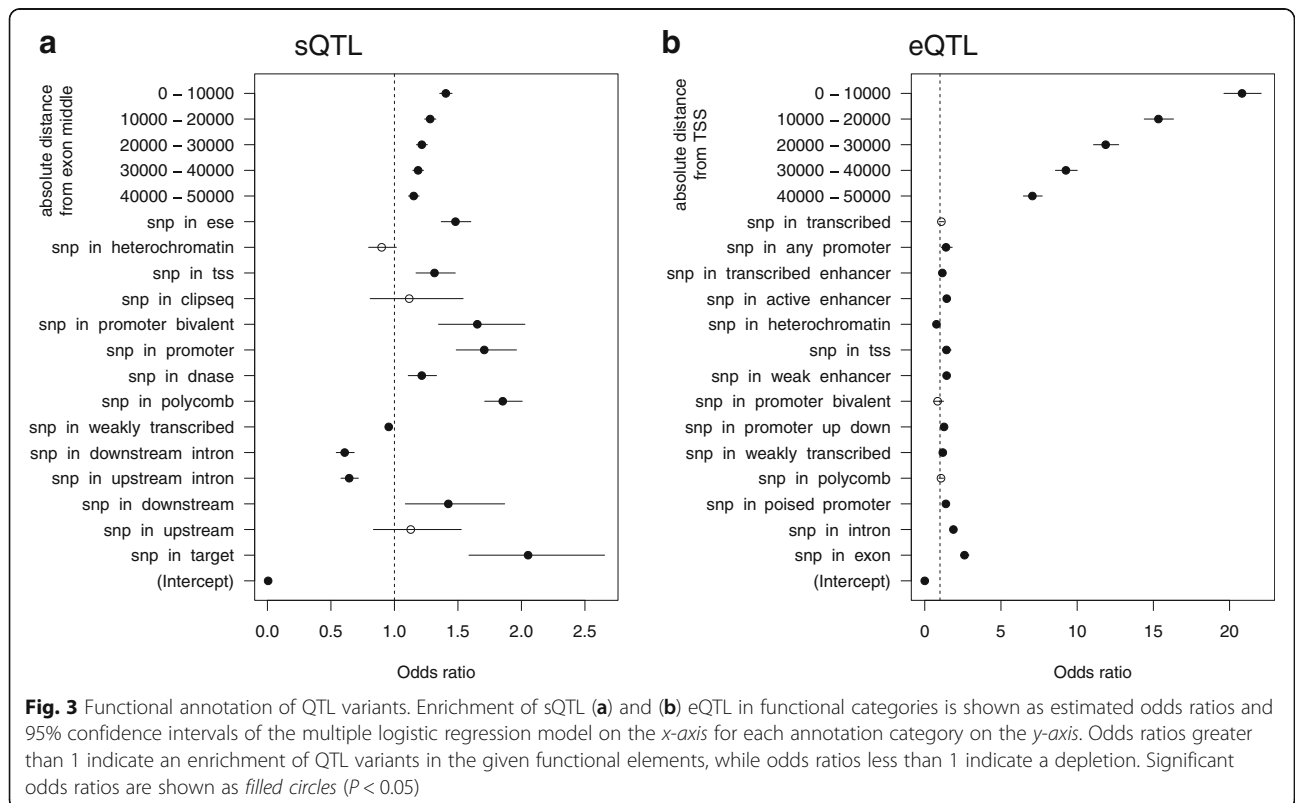 a
sQTL
absolute distance
from exon middle
0 – 10000
10000 – 20000
20000 – 30000
30000 – 40000
40000 – 50000
snp in ese
snp in heterochromatin
snp in tss
snp in clipseq
snp in promoter bivalent
snp in promoter
snp in dnase
snp in polycomb
snp in weakly transcribed
snp in downstream intron
snp in upstream intron
snp in downstream
snp in upstream
snp in target
(Intercept)
0.0 0.5 1.0 1.5 2.0 2.5
Odds ratio
b
eQTL
absolute distance
from TSS
0 – 10000
10000 – 20000
20000 – 30000
30000 – 40000
40000 – 50000
snp in transcribed
snp in any promoter
snp in transcribed enhancer
snp in active enhancer
snp in heterochromatin
snp in tss
snp in weak enhancer
snp in promoter bivalent
snp in promoter up down
snp in weakly transcribed
snp in polycomb
snp in poised promoter
snp in intron
snp in exon
(Intercept)
0 5 10 15 20
Odds ratio
Fig. 3 Functional annotation of QTL variants. Enrichment of sQTL (a) and (b) eQTL in functional categories is shown as estimated odds ratios and
95% confidence intervals of the multiple logistic regression model on the x-axis for each annotation category on the y-axis. Odds ratios greater
than 1 indicate an enrichment of QTL variants in the given functional elements, while odds ratios less than 1 indicate a depletion. Significant
odds ratios are shown as filled circles (P < 0.05)